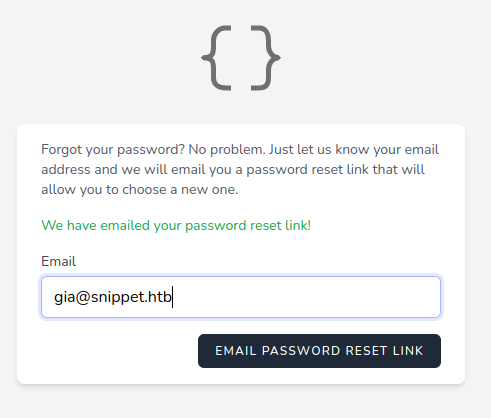 { }
Forgot your password? No problem. Just let us know your email
address and we will email you a password reset link that will
allow you to choose a new one.
We have emailed your password reset link!
Email
gia@snippet.htb
EMAIL PASSWORD RESET LINK